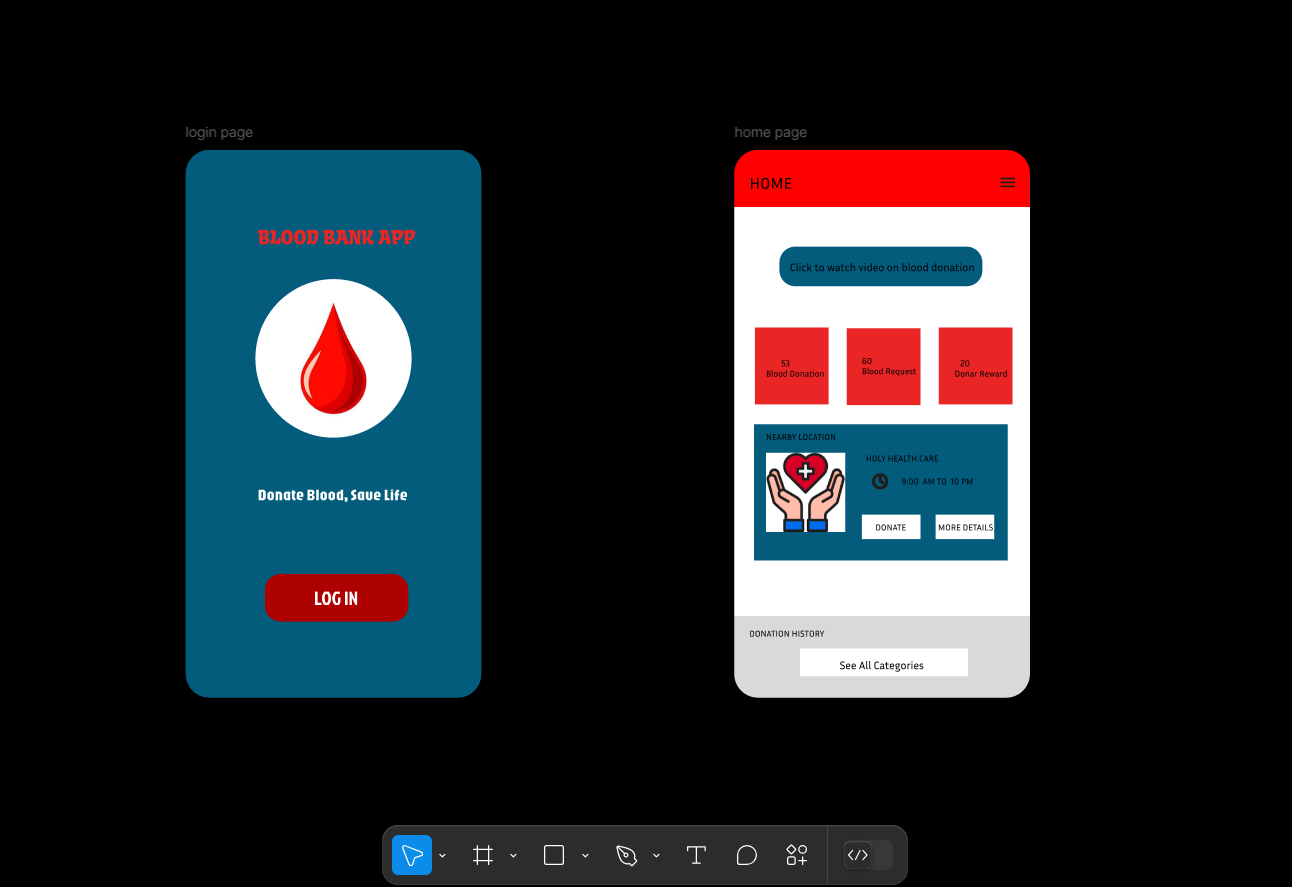 login page
BLOOD BANK APP
Donate Blood, Save Life
LOG IN
home page
HOME
Click to watch video on blood donation
53
Blood Donation
60
Blood Request
20
Donar Reward
NEARBY LOCATION
HOLY HEALTH CARE
9:00 AM TO 10 PM
DONATE
MORE DETAILS
DONATION HISTORY
See All Categories